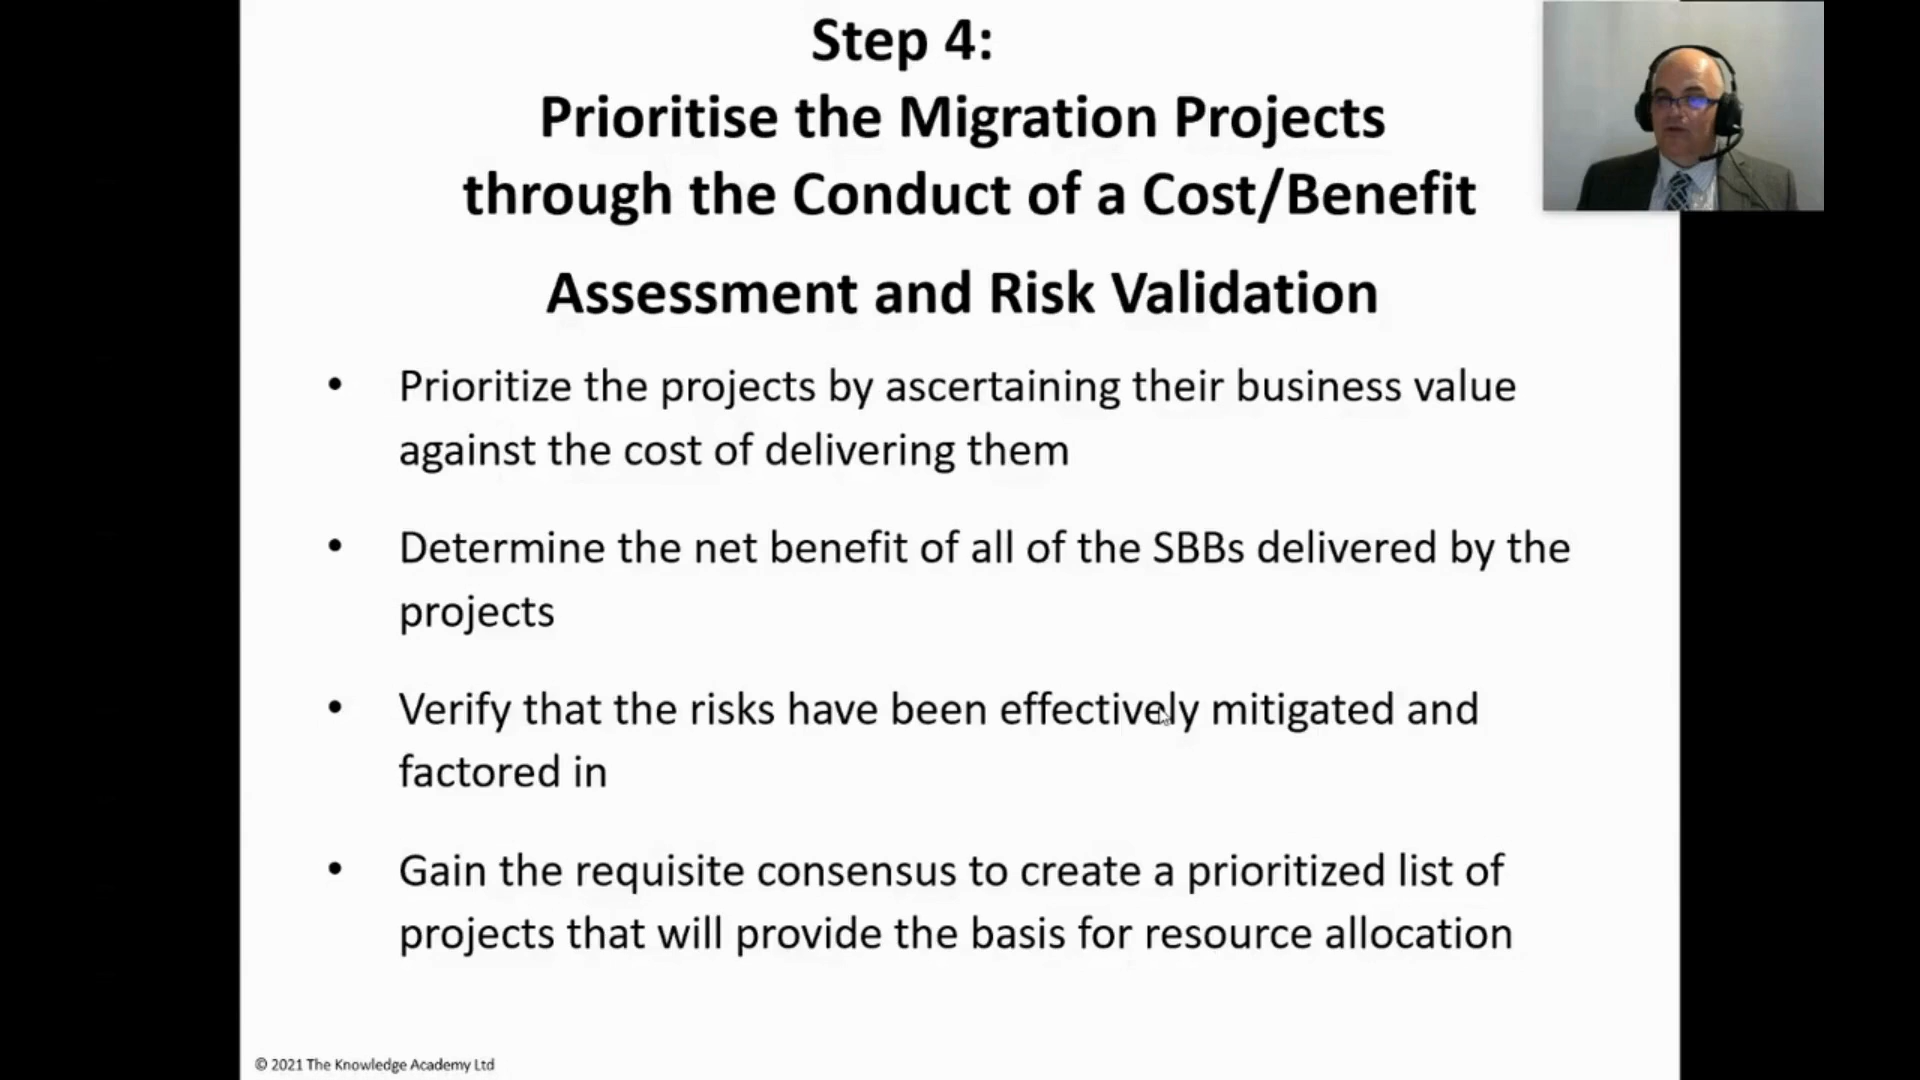 Step 4:
Prioritise the Migration Projects
through the Conduct of a Cost/Benefit
Assessment and Risk Validation
• Prioritize the projects by ascertaining their business value
against the cost of delivering them
• Determine the net benefit of all of the SBBs delivered by the
projects
• Verify that the risks have been effectively mitigated and
factored in
• Gain the requisite consensus to create a prioritized list of
projects that will provide the basis for resource allocation
© 2021 The Knowledge Academy Ltd